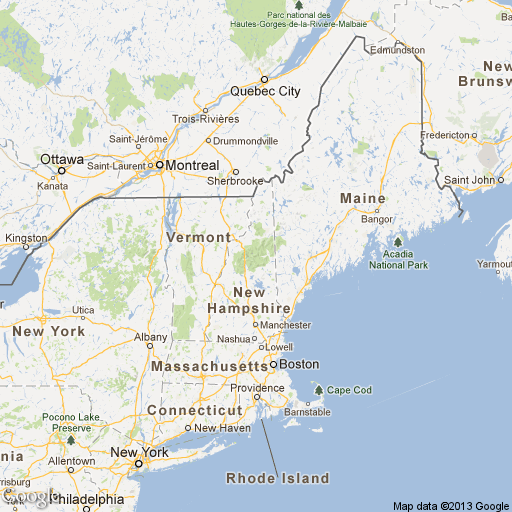 Parc national des
Hautes-Gorges-de-la-Rivière-Malbaie
Edmundston
New
Brunsw
Quebec City
Trois-Rivières
Fredericton
Saint-Jérôme
Drummondville
Ottawa
Saint-Laurent
Montreal
Kanata
Sherbrooke
Saint John
Maine
Bangor
Kingston
Vermont
Acadia
National Park
Yarmou
New
Hampshire
Utica
New York
Manchester
Albany
Nashua
Lowell
Massachusetts
Boston
Providence
Cape Cod
Barnstable
Connecticut
Pocono Lake
Preserve
New Haven
nia
New York
Allentown
Rhode Island
risburg
Google
Philadelphia
Map data ©2013 Google